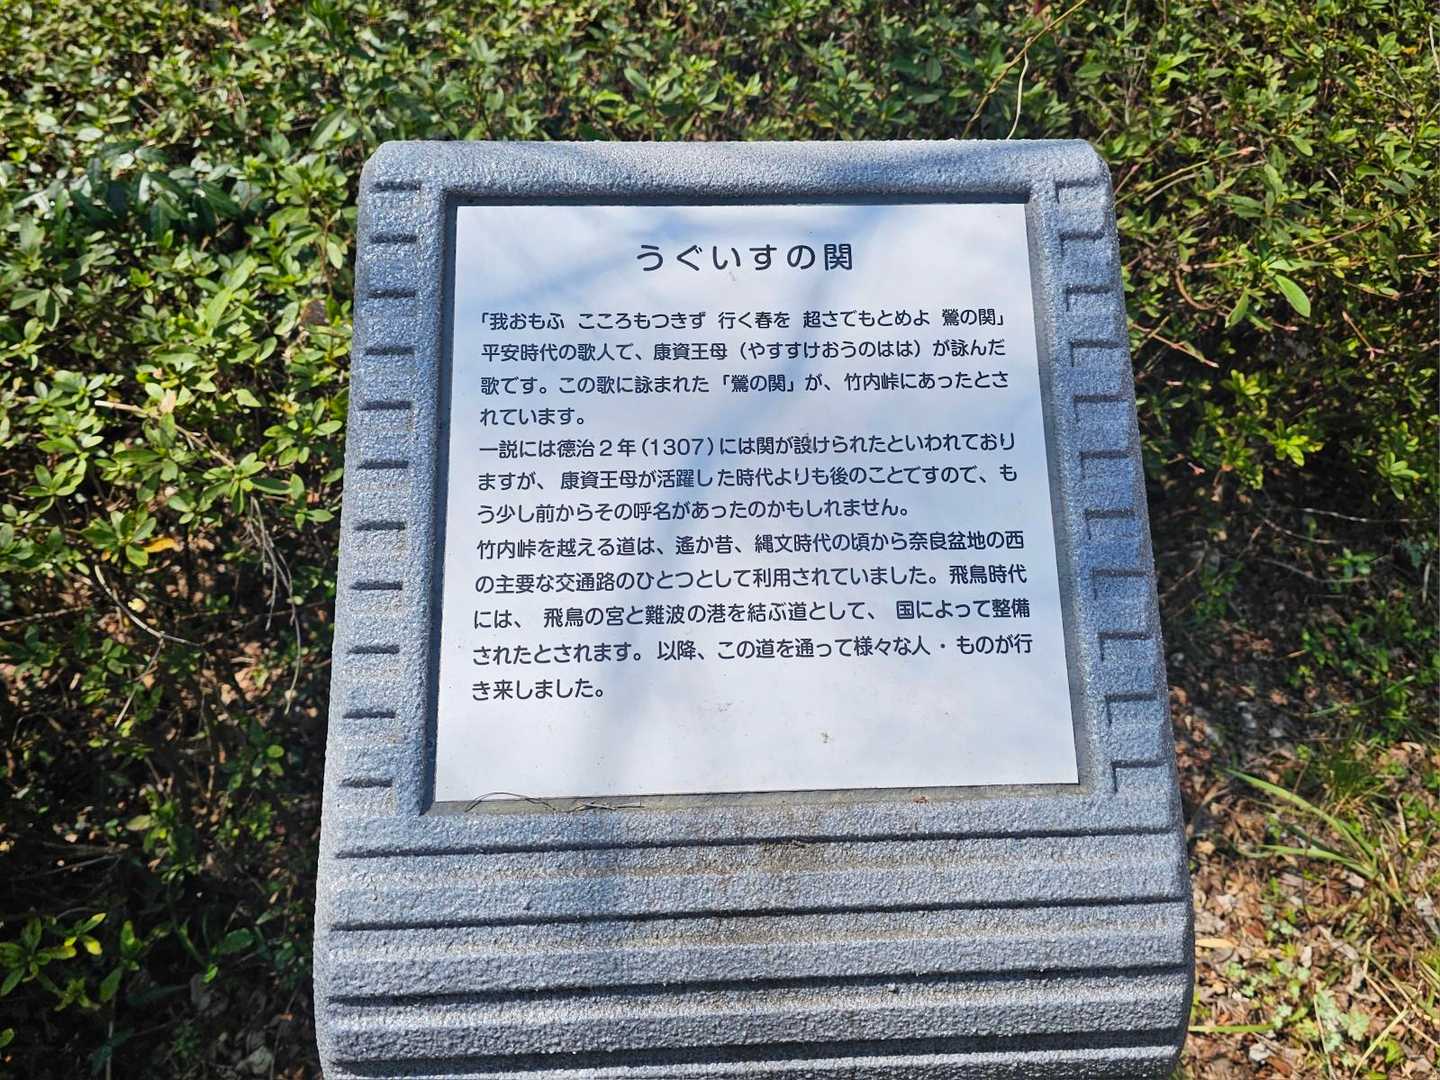 うぐいすの関
「我おもふ こころもつきず 行く春を 超さでもとめよ 鶯の関」
平安時代の歌人で、康資王母（やすすけおうのはは）が詠んだ
歌です。この歌に詠まれた「鶯の関」が、竹内峠にあったとさ
れています。
一説には徳治２年（1307）には関が設けられたといわれており
ますが、康資王母が活躍した時代よりも後のことですので、も
う少し前からその呼名があったのかもしれません。
竹内峠を越える道は、遙か昔、縄文時代の頃から奈良盆地の西
の主要な交通路のひとつとして利用されていました。飛鳥時代
には、 飛鳥の宮と難波の港を結ぶ道として、 国によって整備
されたとされます。以降、この道を通って様々な人・ものが行
き来しました。